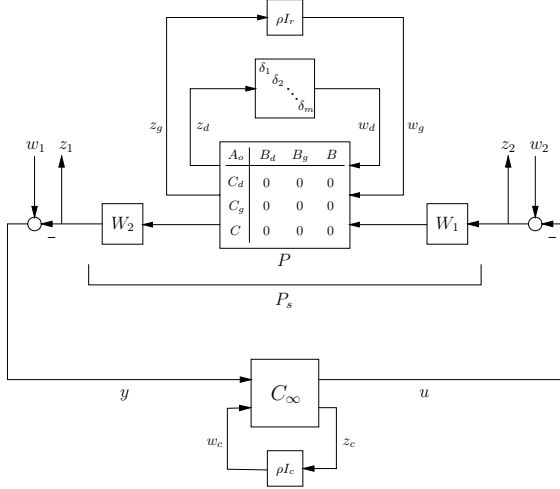 ρI_r
δ_1
δ_2
δ_m
z_g z_d w_d w_g
w_1 z_1 z_2 w_2
A_o B_d B_g B
C_d 0 0 0
C_g 0 0 0
C 0 0 0
W_2 W_1
– –
P
P_s
C_∞
y u
w_c z_c
ρI_c